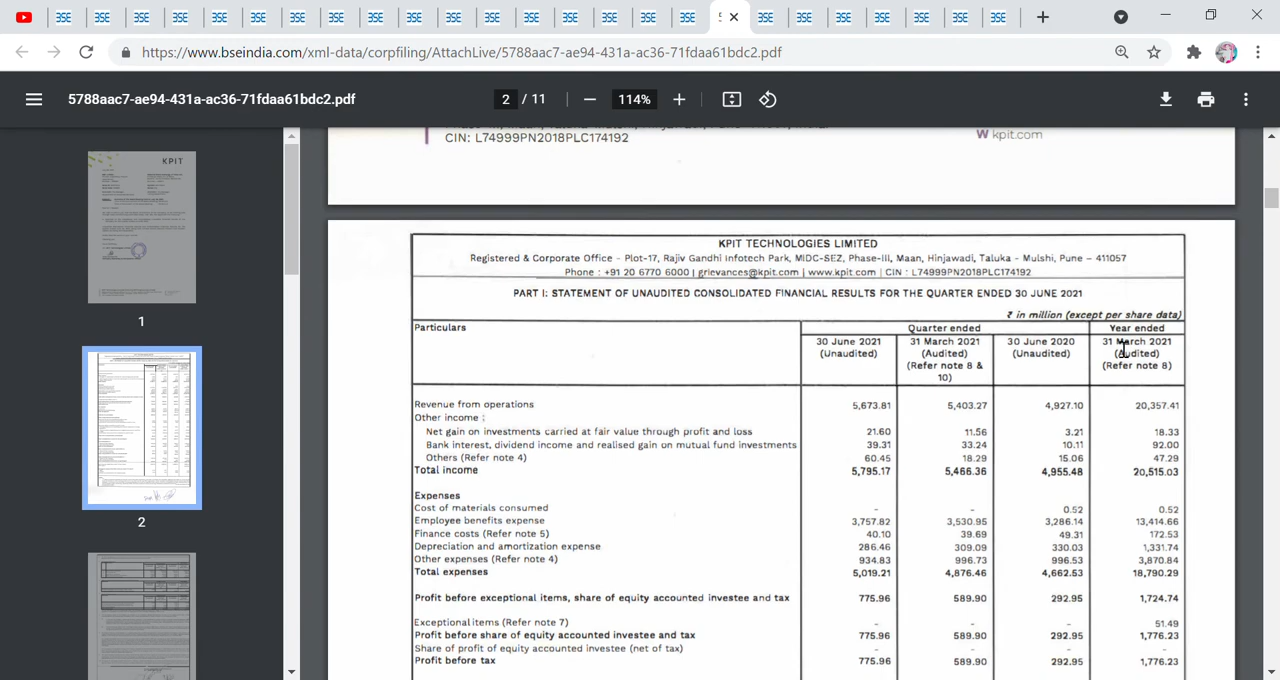 https://www.bseindia.com/xml-data/corpfiling/AttachLive/5788aac7-ae94-431a-ac36-71fdaa61bdc2.pdf
5788aac7-ae94-431a-ac36-71fdaa61bdc2.pdf
2 / 11
114%
KPIT
1
2
CIN: L74999PN2018PLC174192
W kpit.com
KPIT TECHNOLOGIES LIMITED
Registered & Corporate Office - Plot-17, Rajiv Gandhi Infotech Park, MIDC-SEZ, Phase-III, Maan, Hinjawadi, Taluka - Mulshi, Pune - 411057
Phone : +91 20 6770 6000 | grievances@kpit.com | www.kpit.com | CIN : L74999PN2018PLC174192
PART I: STATEMENT OF UNAUDITED CONSOLIDATED FINANCIAL RESULTS FOR THE QUARTER ENDED 30 JUNE 2021
₹ in million (except per share data)
Particulars Quarter ended Year ended
30 June 2021 31 March 2021 30 June 2020 31 March 2021
(Unaudited) (Audited) (Unaudited) (Audited)
(Refer note 8 & (Refer note 8)
10)
Revenue from operations 5,673.81 5,403.27 4,927.10 20,357.41
Other income :
Net gain on investments carried at fair value through profit and loss 21.60 11.56 3.21 18.33
Bank interest, dividend income and realised gain on mutual fund investments 39.31 33.24 10.11 92.00
Others (Refer note 4) 60.45 18.29 15.06 47.29
Total income 5,795.17 5,466.36 4,955.48 20,515.03
Expenses
Cost of materials consumed - - 0.52 0.52
Employee benefits expense 3,757.82 3,530.95 3,286.14 13,414.66
Finance costs (Refer note 5) 40.10 39.69 49.31 172.53
Depreciation and amortization expense 286.46 309.09 330.03 1,331.74
Other expenses (Refer note 4) 934.83 996.73 996.53 3,870.84
Total expenses 5,019.21 4,876.46 4,662.53 18,790.29
Profit before exceptional items, share of equity accounted investee and tax 775.96 589.90 292.95 1,724.74
Exceptional items (Refer note 7) - - - 51.49
Profit before share of equity accounted investee and tax 775.96 589.90 292.95 1,776.23
Share of profit of equity accounted investee (net of tax) - - - -
Profit before tax 775.96 589.90 292.95 1,776.23